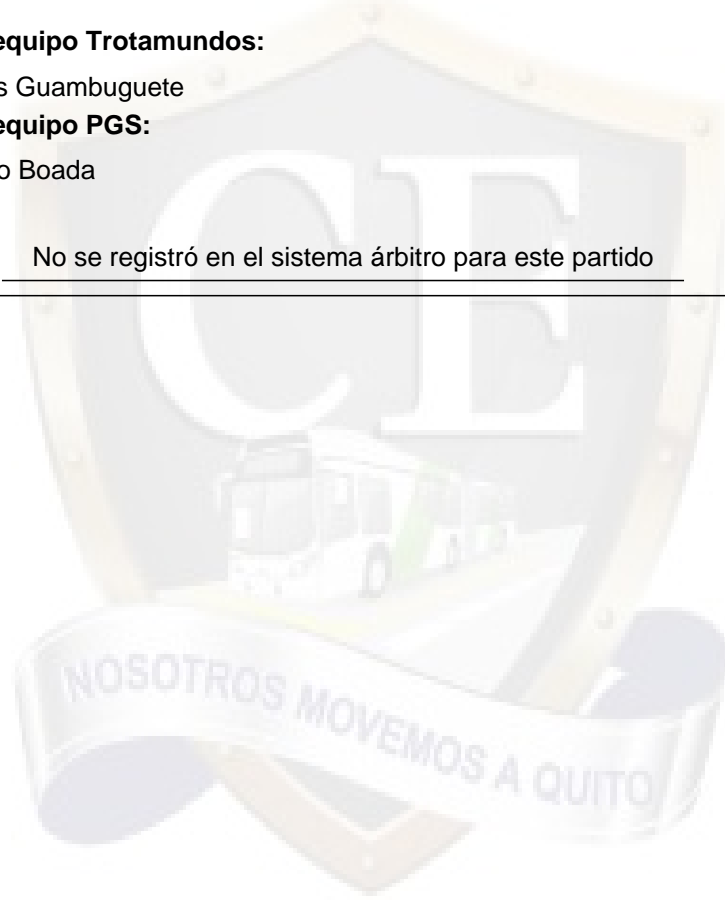 equipo Trotamundos:
s Guambuguete
equipo PGS:
o Boada
No se registró en el sistema árbitro para este partido
CE
NOSOTROS MOVEMOS A QUITO